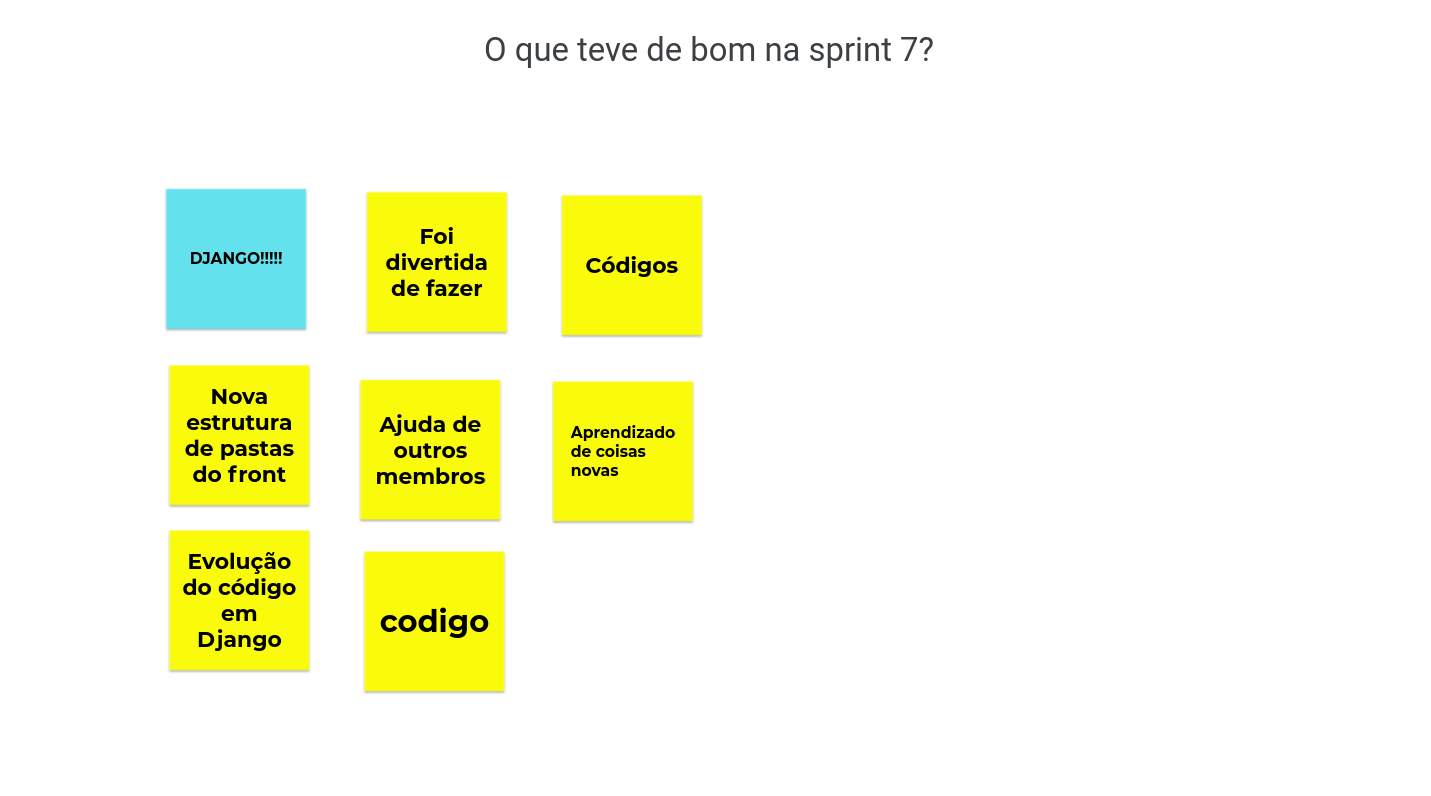 O que teve de bom na sprint 7?
DJANGO!!!!!
Foi
divertida
de fazer
Códigos
Nova
estrutura
de pastas
do front
Ajuda de
outros
membros
Aprendizado
de coisas
novas
Evolução
do código
em
Django
codigo